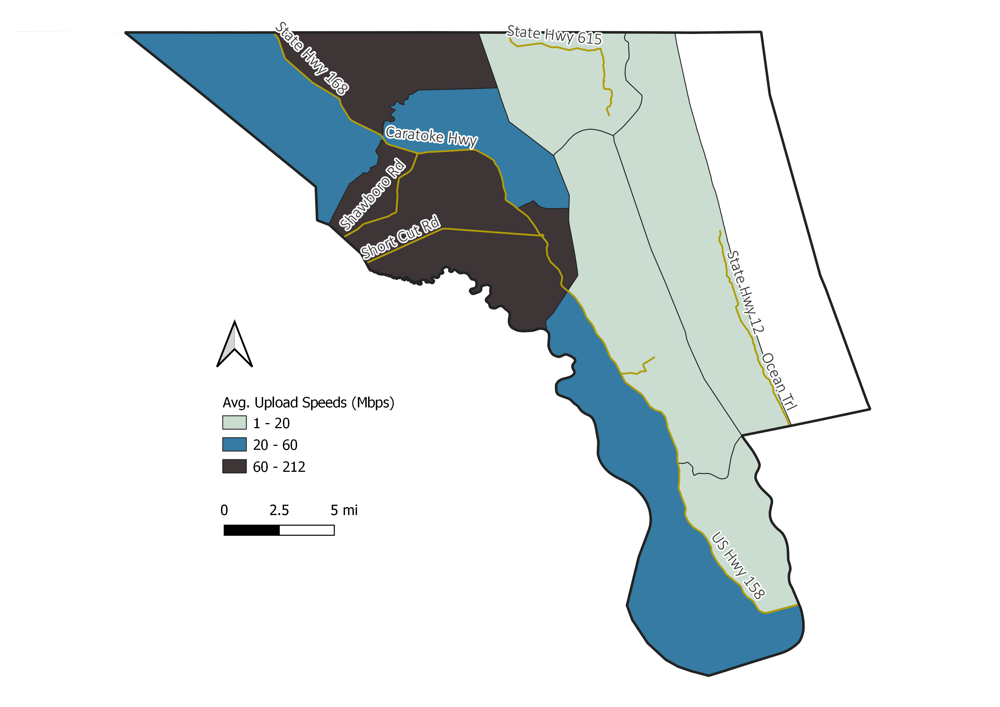 State Hwy 168
State Hwy 615
Caratoke Hwy
Shawboro Rd
Short Cut Rd
State Hwy 12
Ocean Trl
US Hwy 158
Avg. Upload Speeds (Mbps)
1 - 20
20 - 60
60 - 212
0 2.5 5 mi